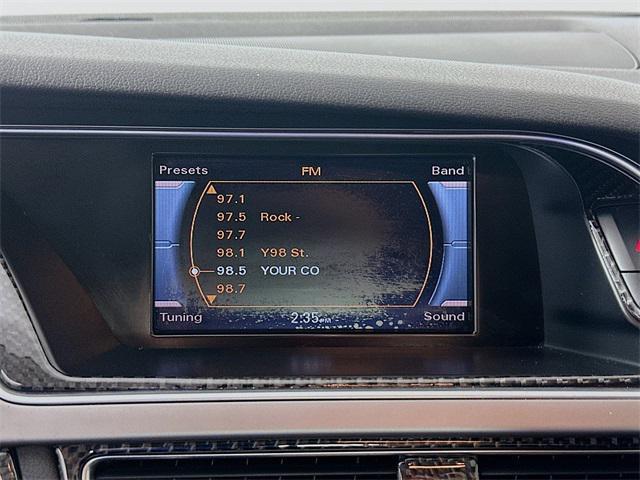 Presets FM Band
97.1
97.5 Rock -
97.7
98.1 Y98 St.
98.5 YOUR CO
98.7
Tuning 2:35 PM Sound